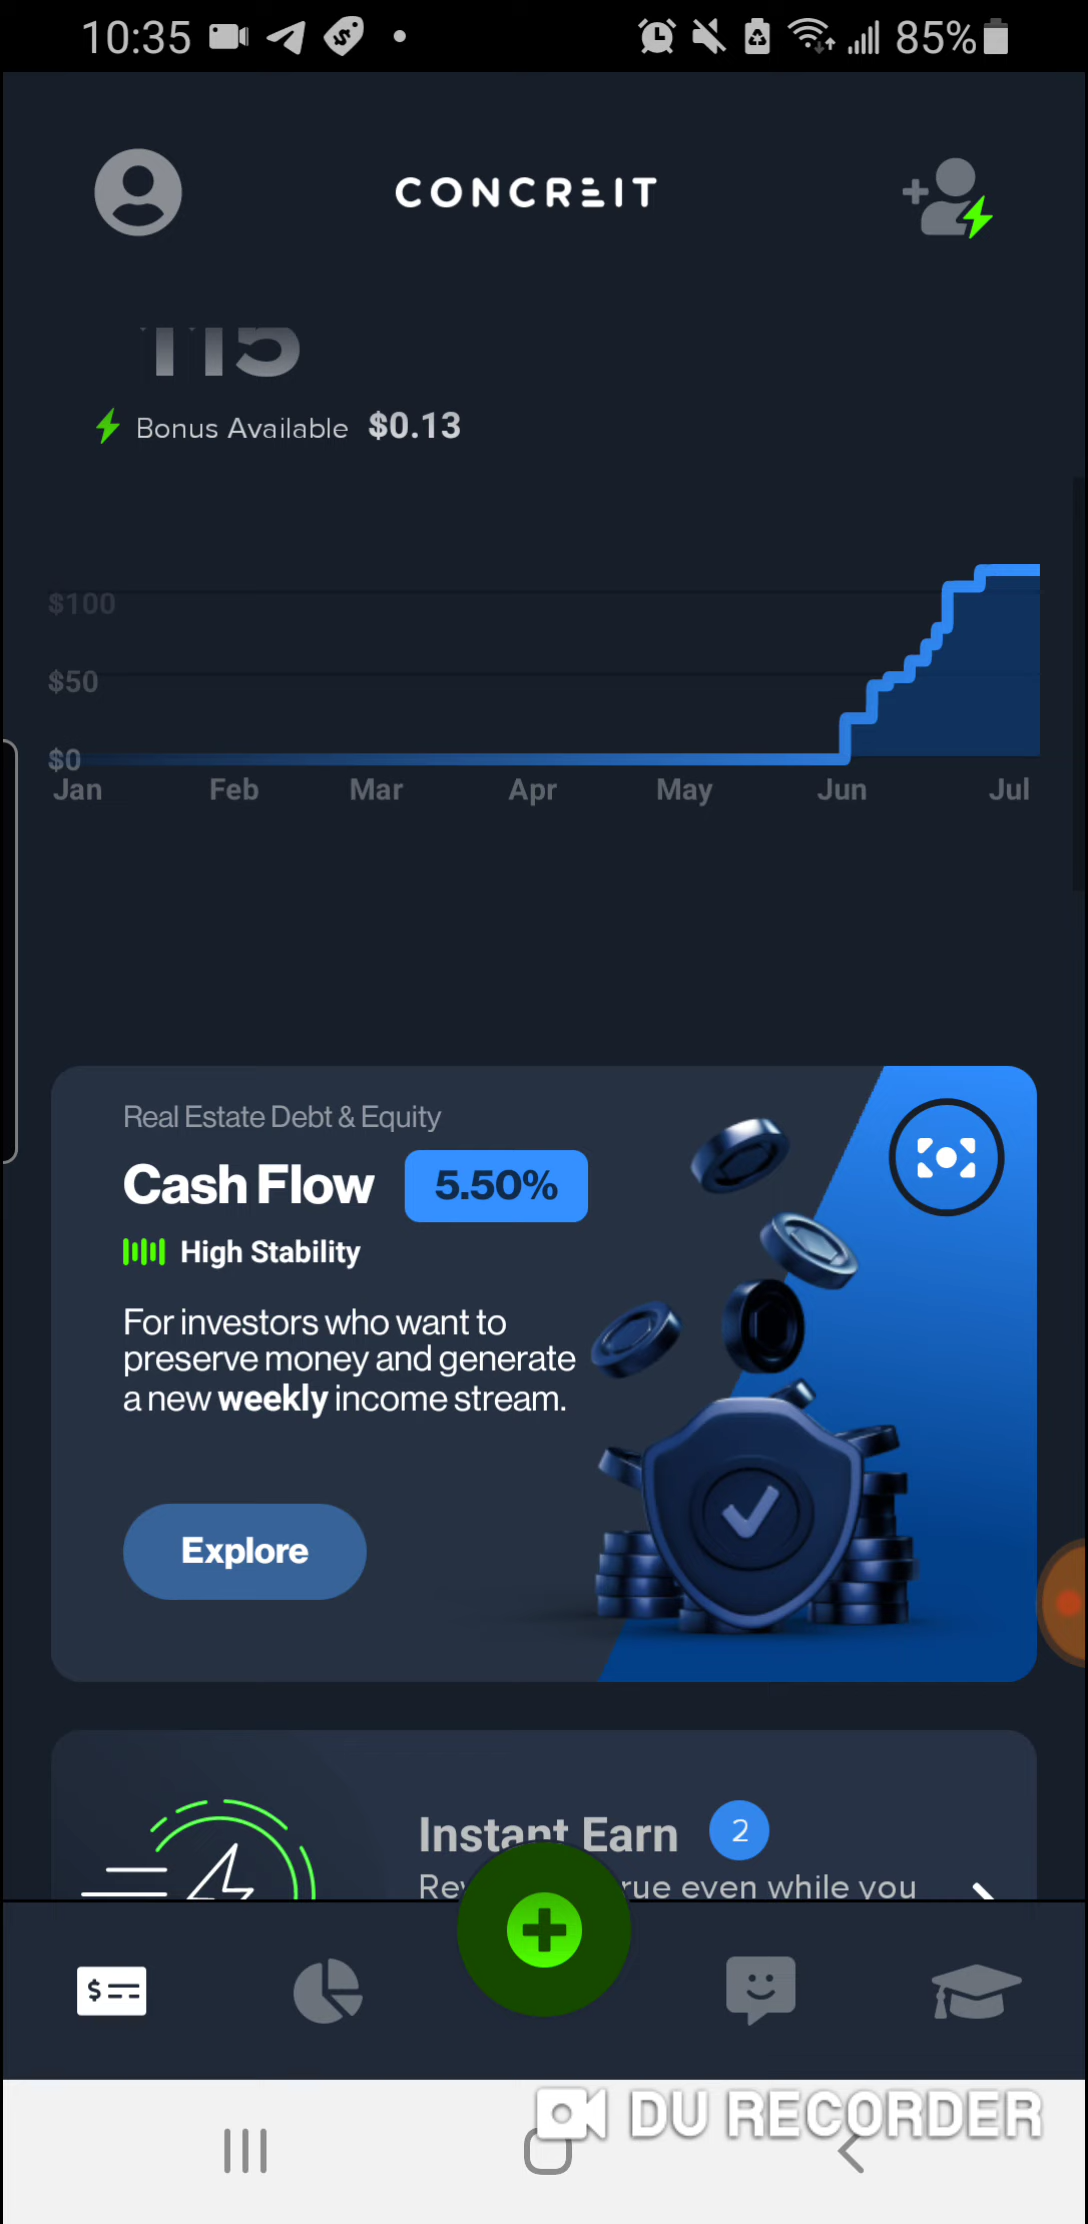 10:35
85%
CONCREIT
115
Bonus Available $0.13
$100
$50
$0
Jan Feb Mar Apr May Jun Jul
Real Estate Debt & Equity
Cash Flow 5.50%
High Stability
For investors who want to
preserve money and generate
a new weekly income stream.
Explore
Instant Earn 2
even while you
DU RECORDER